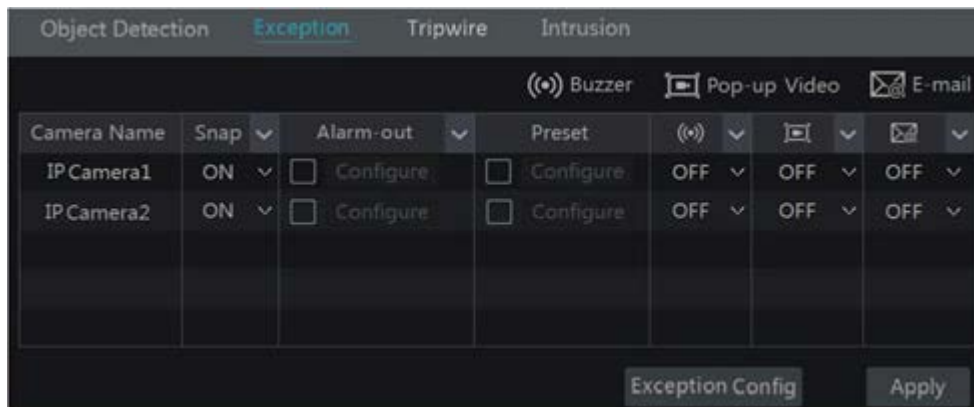 Object Detection Exception Tripwire Intrusion
Buzzer Pop-up Video E-mail
Camera Name Snap Alarm-out Preset
IP Camera1 ON Configure Configure OFF OFF OFF
IP Camera2 ON Configure Configure OFF OFF OFF
Exception Config Apply